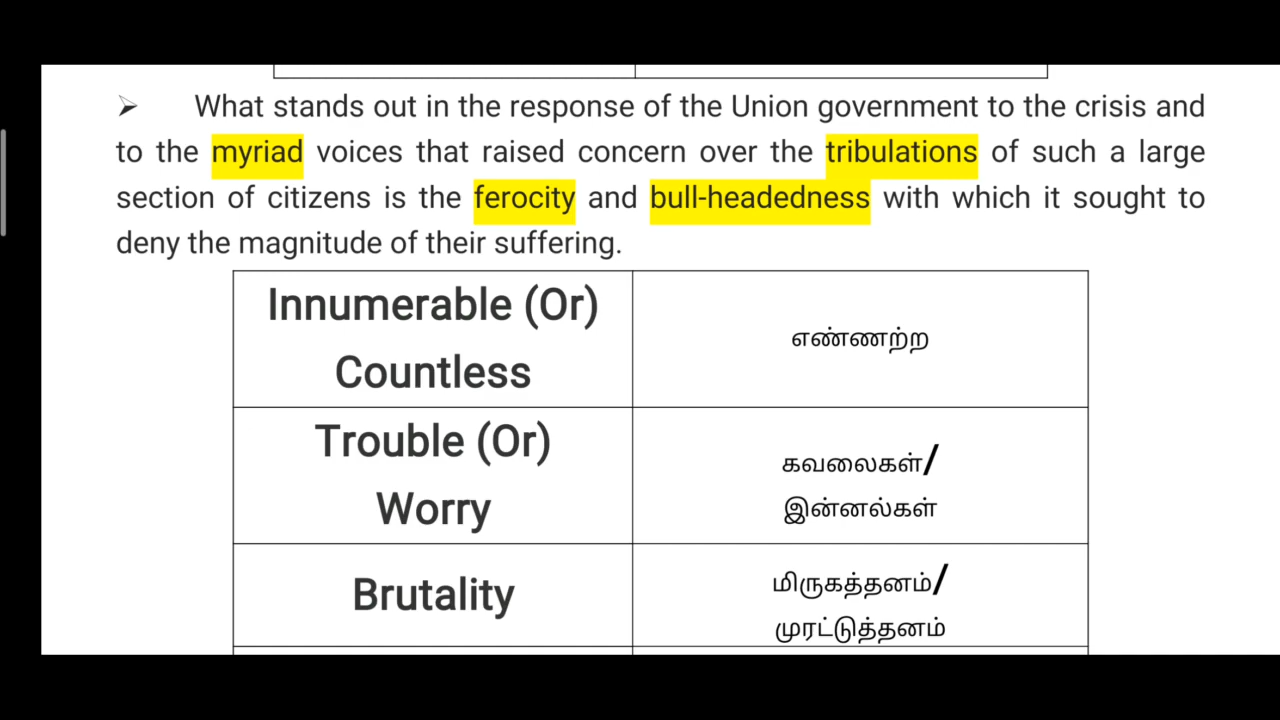 ➢ What stands out in the response of the Union government to the crisis and
to the myriad voices that raised concern over the tribulations of such a large
section of citizens is the ferocity and bull-headedness with which it sought to
deny the magnitude of their suffering.
Innumerable (Or)
Countless
எண்ணற்ற
Trouble (Or)
Worry
கவலைகள்/
இன்னல்கள்
Brutality
மிருகத்தனம்/
முரட்டுத்தனம்